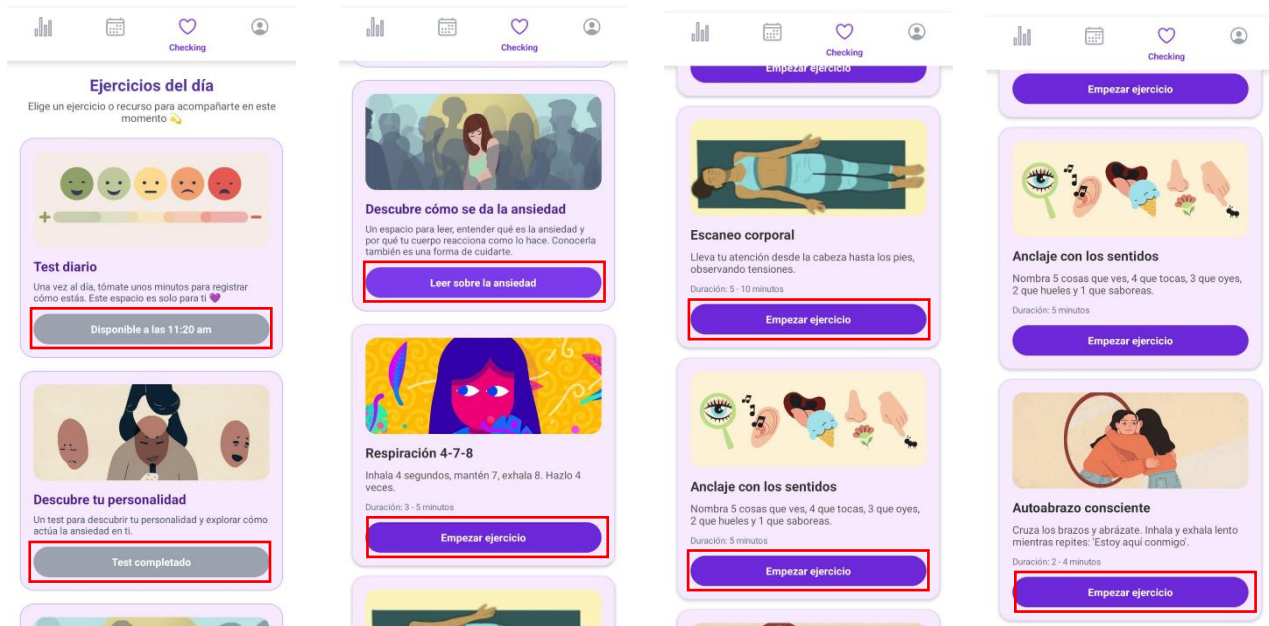 Checking
Ejercicios del día
Elige un ejercicio o recurso para acompañarte en este
momento
Test diario
Una vez al día, tómate unos minutos para registrar
cómo estás. Este espacio es solo para ti
Disponible a las 11:20 am
Descubre tu personalidad
Un test para descubrir tu personalidad y explorar cómo
actúa la ansiedad en ti.
Test completado
Checking
Descubre cómo se da la ansiedad
Un espacio para leer, entender qué es la ansiedad y
por qué tu cuerpo reacciona como lo hace. Conocerla
también es una forma de cuidarte.
Leer sobre la ansiedad
Respiración 4-7-8
Inhala 4 segundos, mantén 7, exhala 8. Hazlo 4
veces.
Duración: 3 - 5 minutos
Empezar ejercicio
Checking
Empezar ejercicio
Escaneo corporal
Lleva tu atención desde la cabeza hasta los pies,
observando tensiones.
Duración: 5 - 10 minutos
Empezar ejercicio
Anclaje con los sentidos
Nombra 5 cosas que ves, 4 que tocas, 3 que oyes,
2 que hueles y 1 que saboreas.
Duración: 5 minutos
Empezar ejercicio
Checking
Empezar ejercicio
Anclaje con los sentidos
Nombra 5 cosas que ves, 4 que tocas, 3 que oyes,
2 que hueles y 1 que saboreas.
Duración: 5 minutos
Empezar ejercicio
Autoabrazo consciente
Cruza los brazos y abrázate. Inhala y exhala lento
mientras repites: 'Estoy aquí conmigo'.
Duración: 2 - 4 minutos
Empezar ejercicio